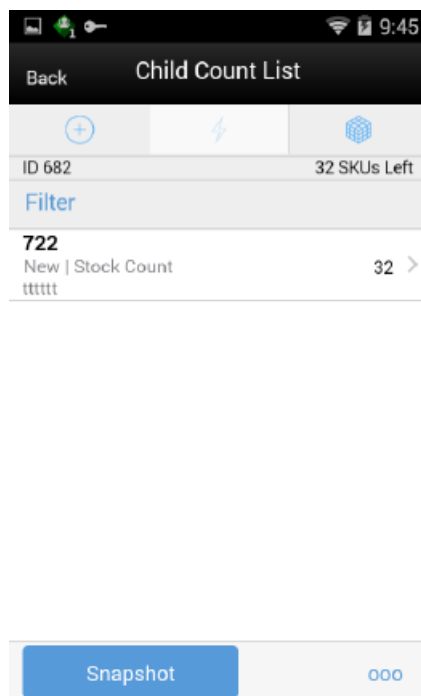 9:45
Back
Child Count List
ID 682
32 SKUs Left
Filter
722
New | Stock Count
32
tttttt
Snapshot
ooo